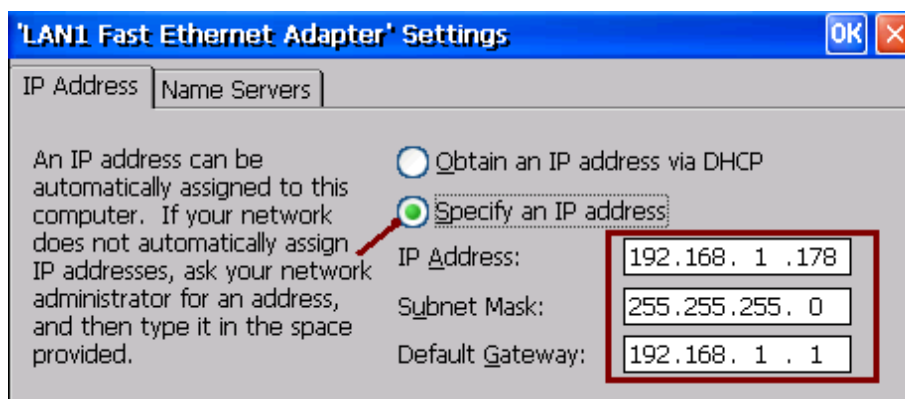 'LAN1 Fast Ethernet Adapter' Settings
OK
IP Address
Name Servers
An IP address can be
automatically assigned to this
computer. If your network
does not automatically assign
IP addresses, ask your network
administrator for an address,
and then type it in the space
provided.
Obtain an IP address via DHCP
Specify an IP address
IP Address: 192.168. 1 .178
Subnet Mask: 255.255.255. 0
Default Gateway: 192.168. 1 . 1